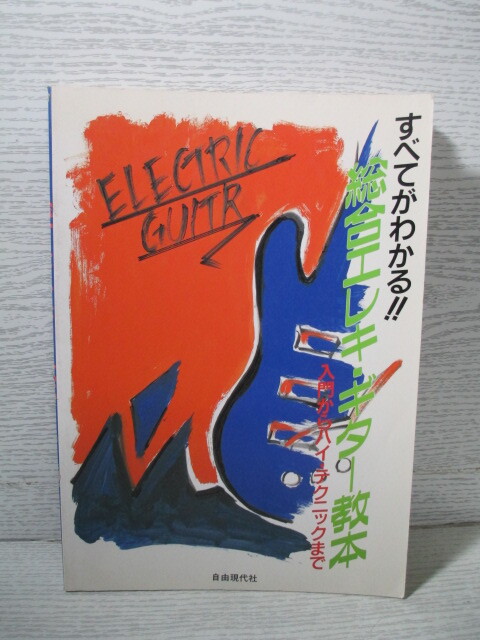 すべてがわかる!!
総合エレキ・ギター教本
入門からハイ・テクニックまで
ELECTRIC
GUITR
自由現代社